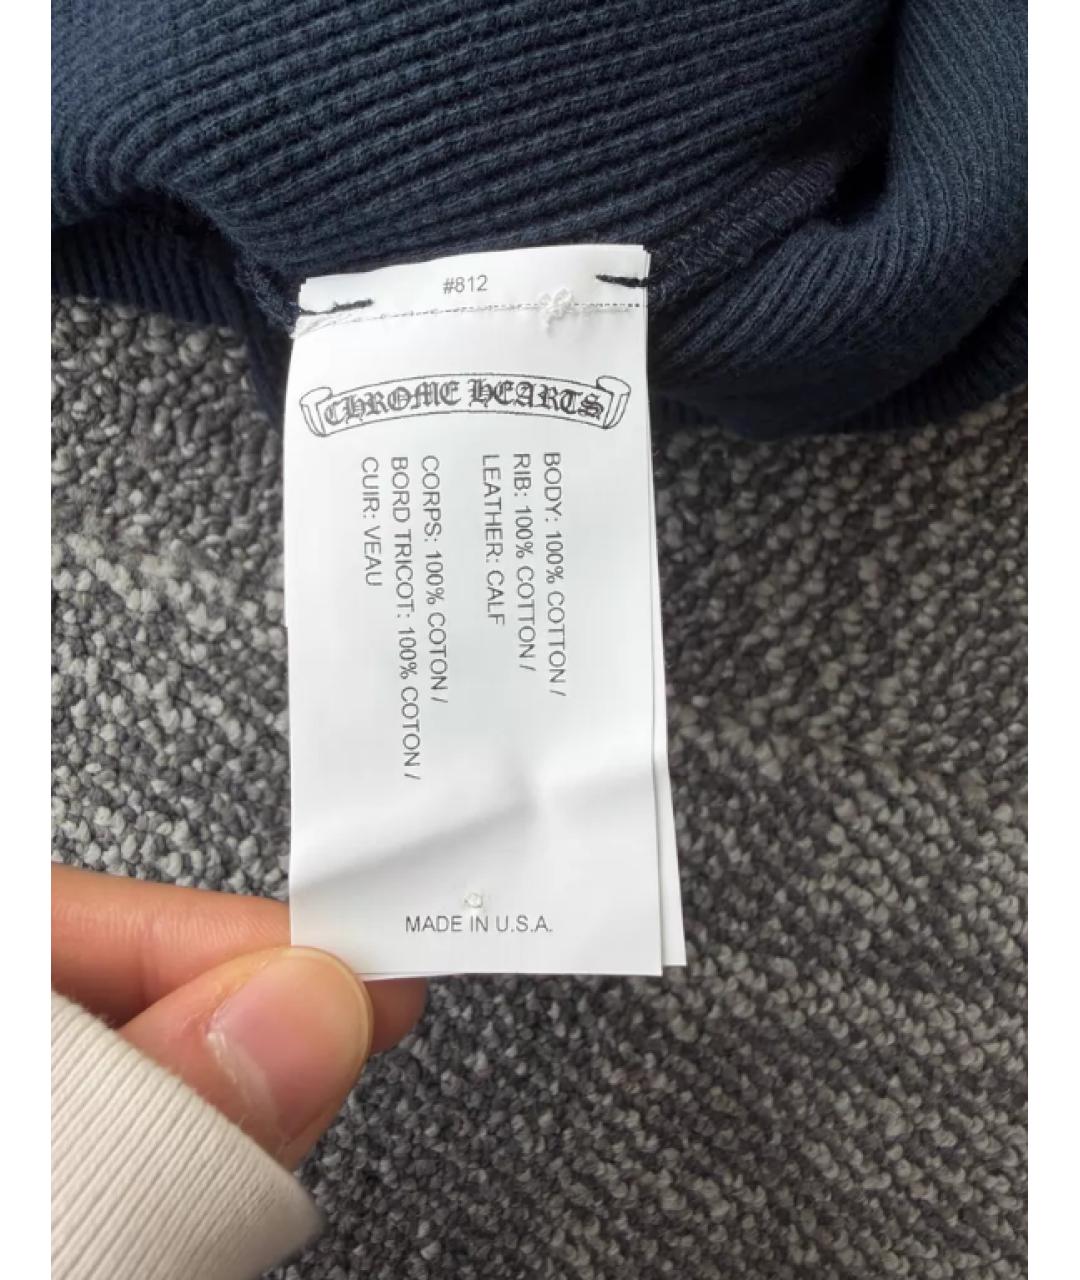 #812
CHROME HEARTS
BODY: 100% COTTON /
RIB: 100% COTTON /
LEATHER: CALF
CORPS: 100% COTON /
BORD TRICOT: 100% COTON /
CUIR: VEAU
MADE IN U.S.A.